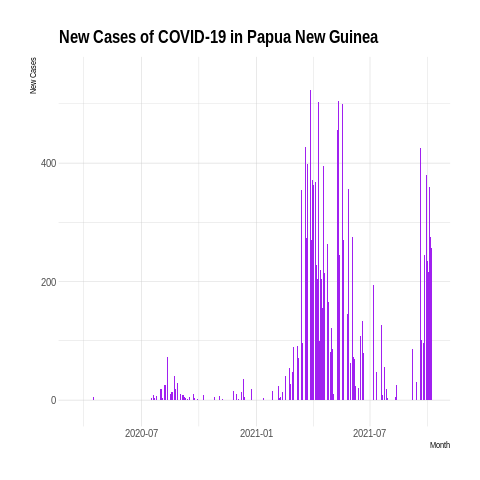 New Cases of COVID-19 in Papua New Guinea
New Cases
400
200
0
2020-07
2021-01
2021-07
Month